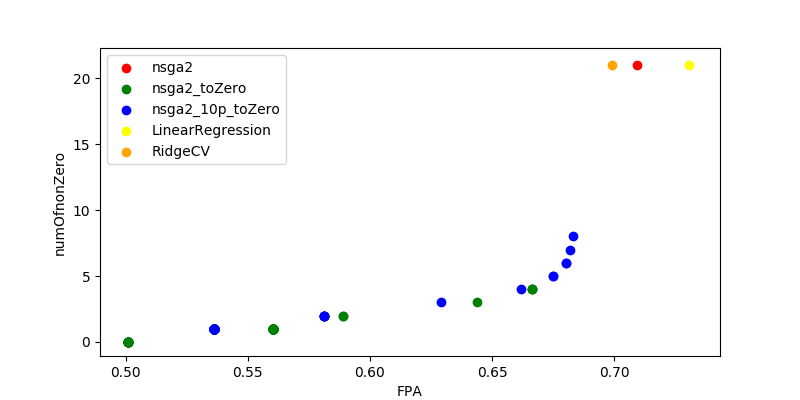 nsga2
nsga2_toZero
nsga2_10p_toZero
LinearRegression
RidgeCV
numOfnonZero
20
15
10
5
0
0.50 0.55 0.60 0.65 0.70
FPA